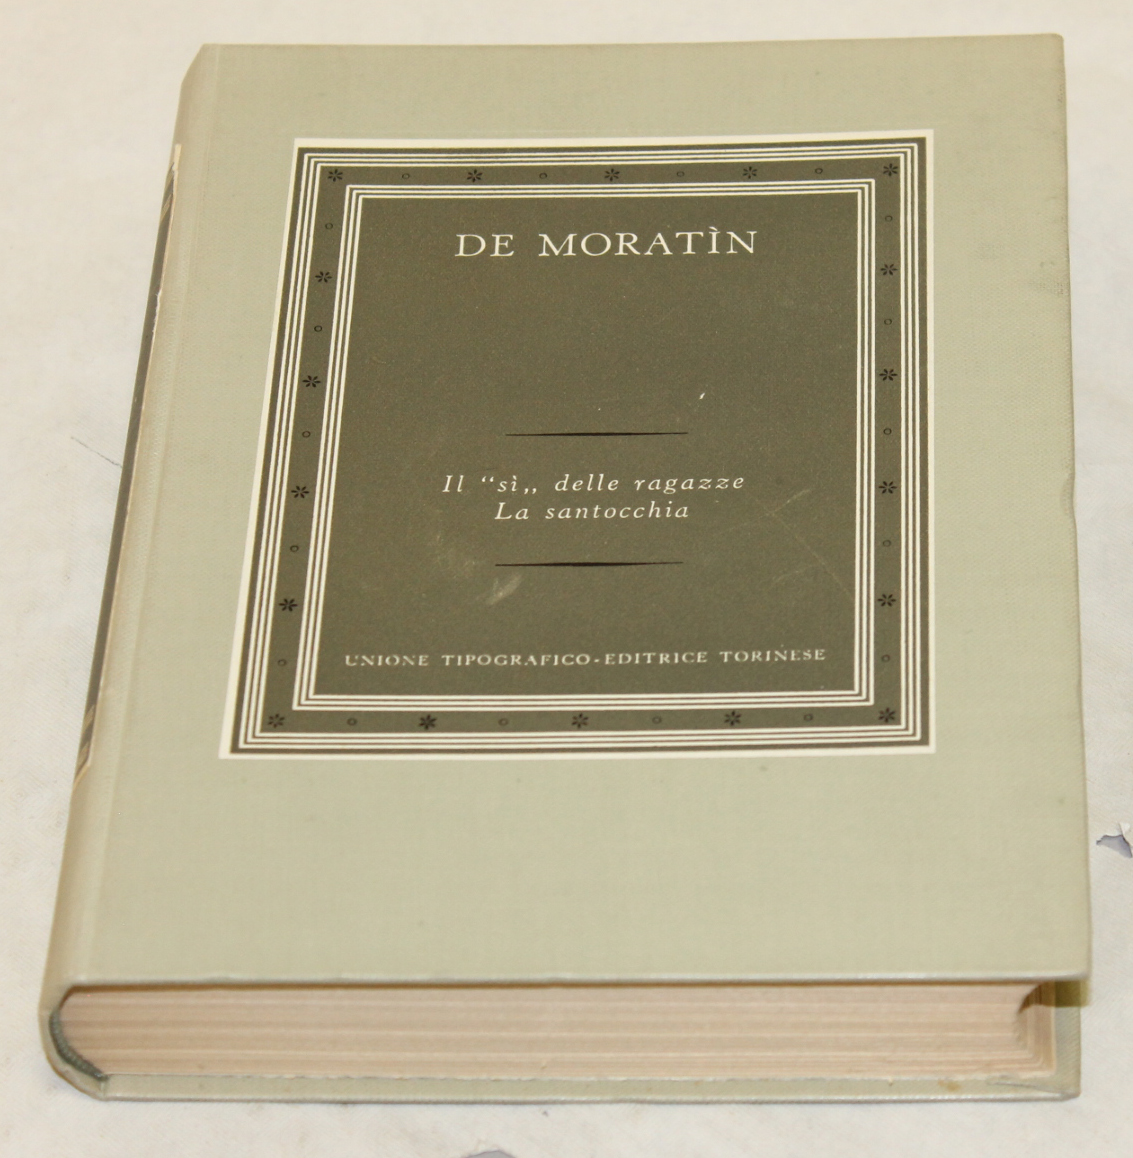 DE MORATÌN
Il “sì„ delle ragazze
La santocchia
UNIONE TIPOGRAFICO-EDITRICE TORINESE